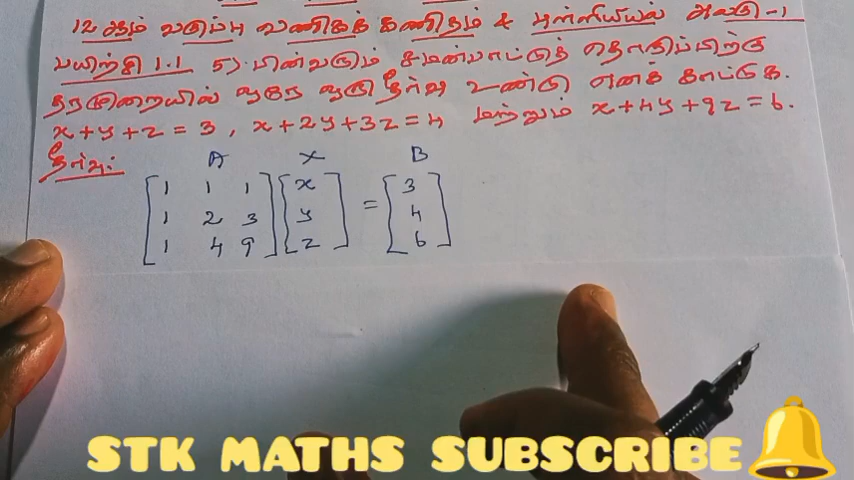 12 ஆம் வகுப்பு வணிகக் கணிதம் & புள்ளியியல் அலகு-1
பயிற்சி 1.1 5). பின்வரும் சமன்பாட்டுத் தொகுப்பிற்கு
தரமுறையில் ஒரே ஒரு தீர்வு உண்டு எனக் காட்டுக.
x+y+z=3, x+2y+3z=4 மற்றும் x+4y+9z=6.
தீர்வு:
A X B
[1 1 1] [x] = [3]
[1 2 3] [y] [4]
[1 4 9] [z] [6]
STK MATHS SUBSCRIBE